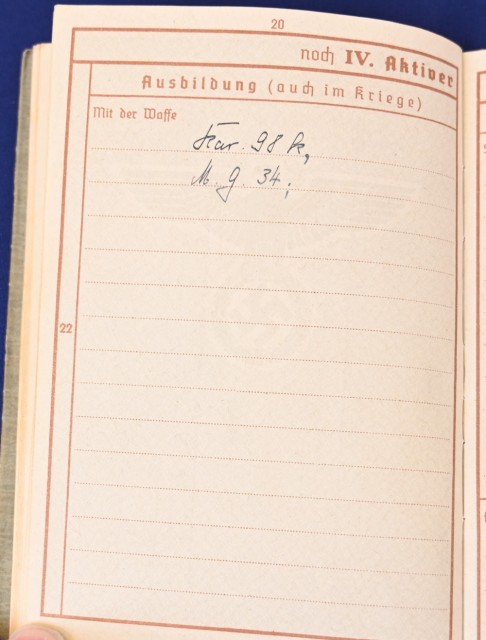 20
noch IV. Aktiver
Ausbildung (auch im Kriege)
Mit der Waffe
Kar. 98 k,
M. G. 34;
22